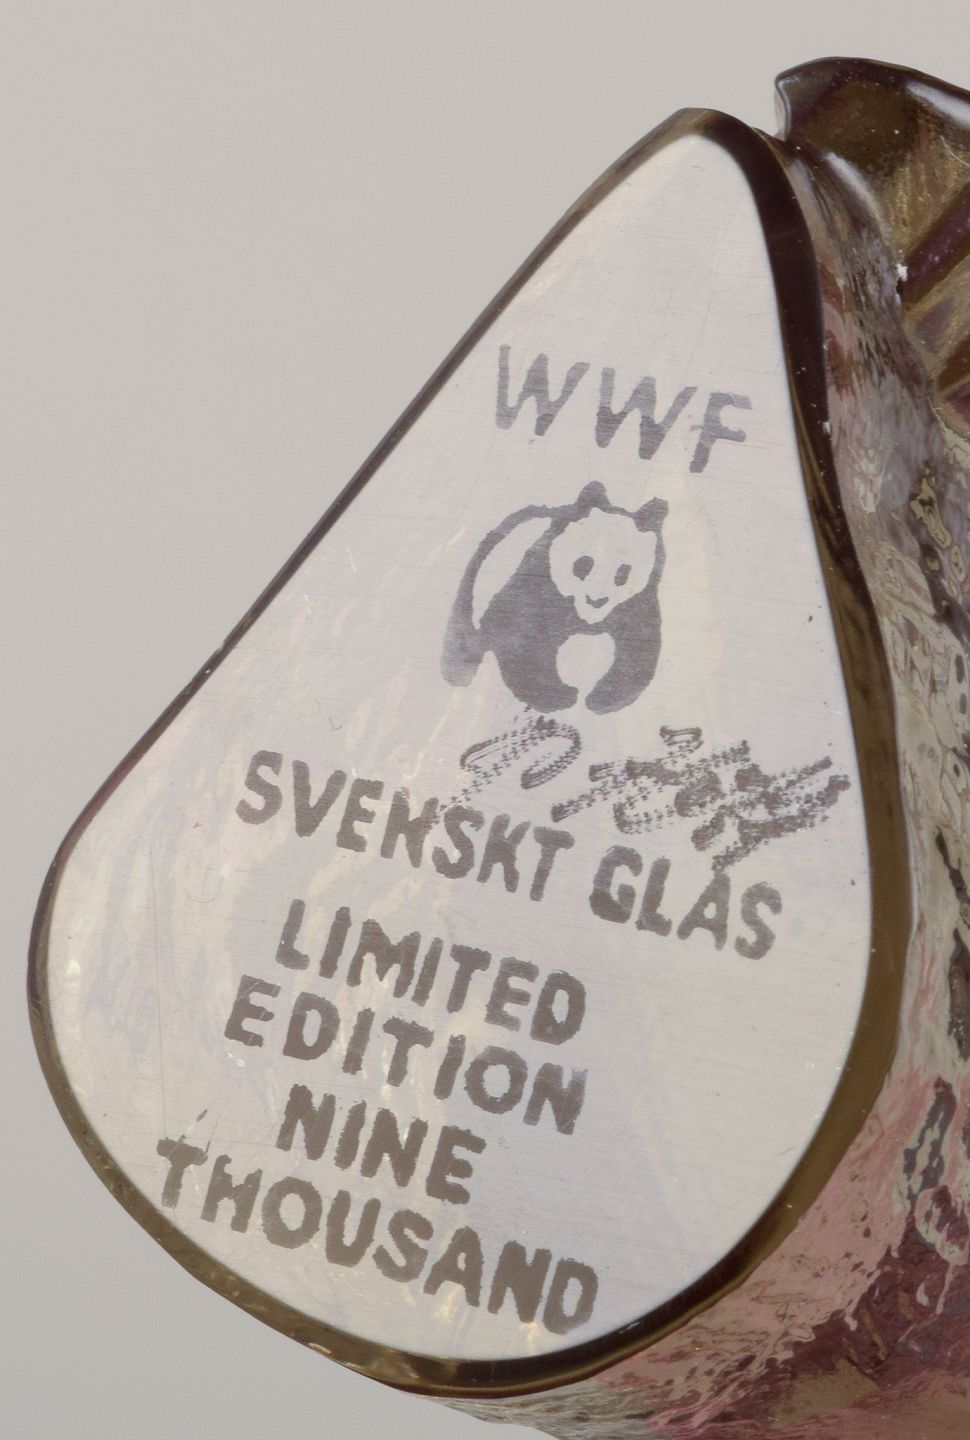 WWF
SVENSKT GLAS
LIMITED
EDITION
NINE
THOUSAND